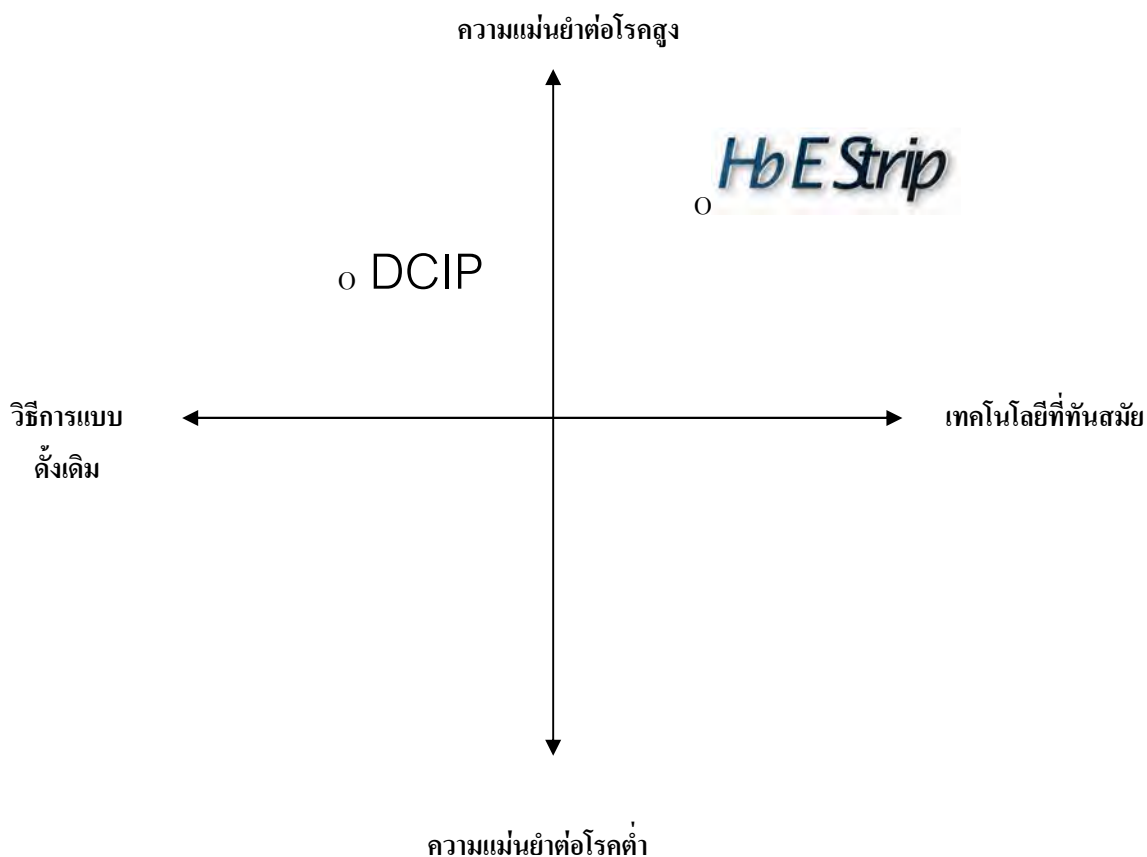 ความแม่นยำต่อโรคสูง
Hb E Strip
o
o DCIP
วิธีการแบบ
ดั้งเดิม
เทคโนโลยีที่ทันสมัย
ความแม่นยำต่อโรคต่ำ